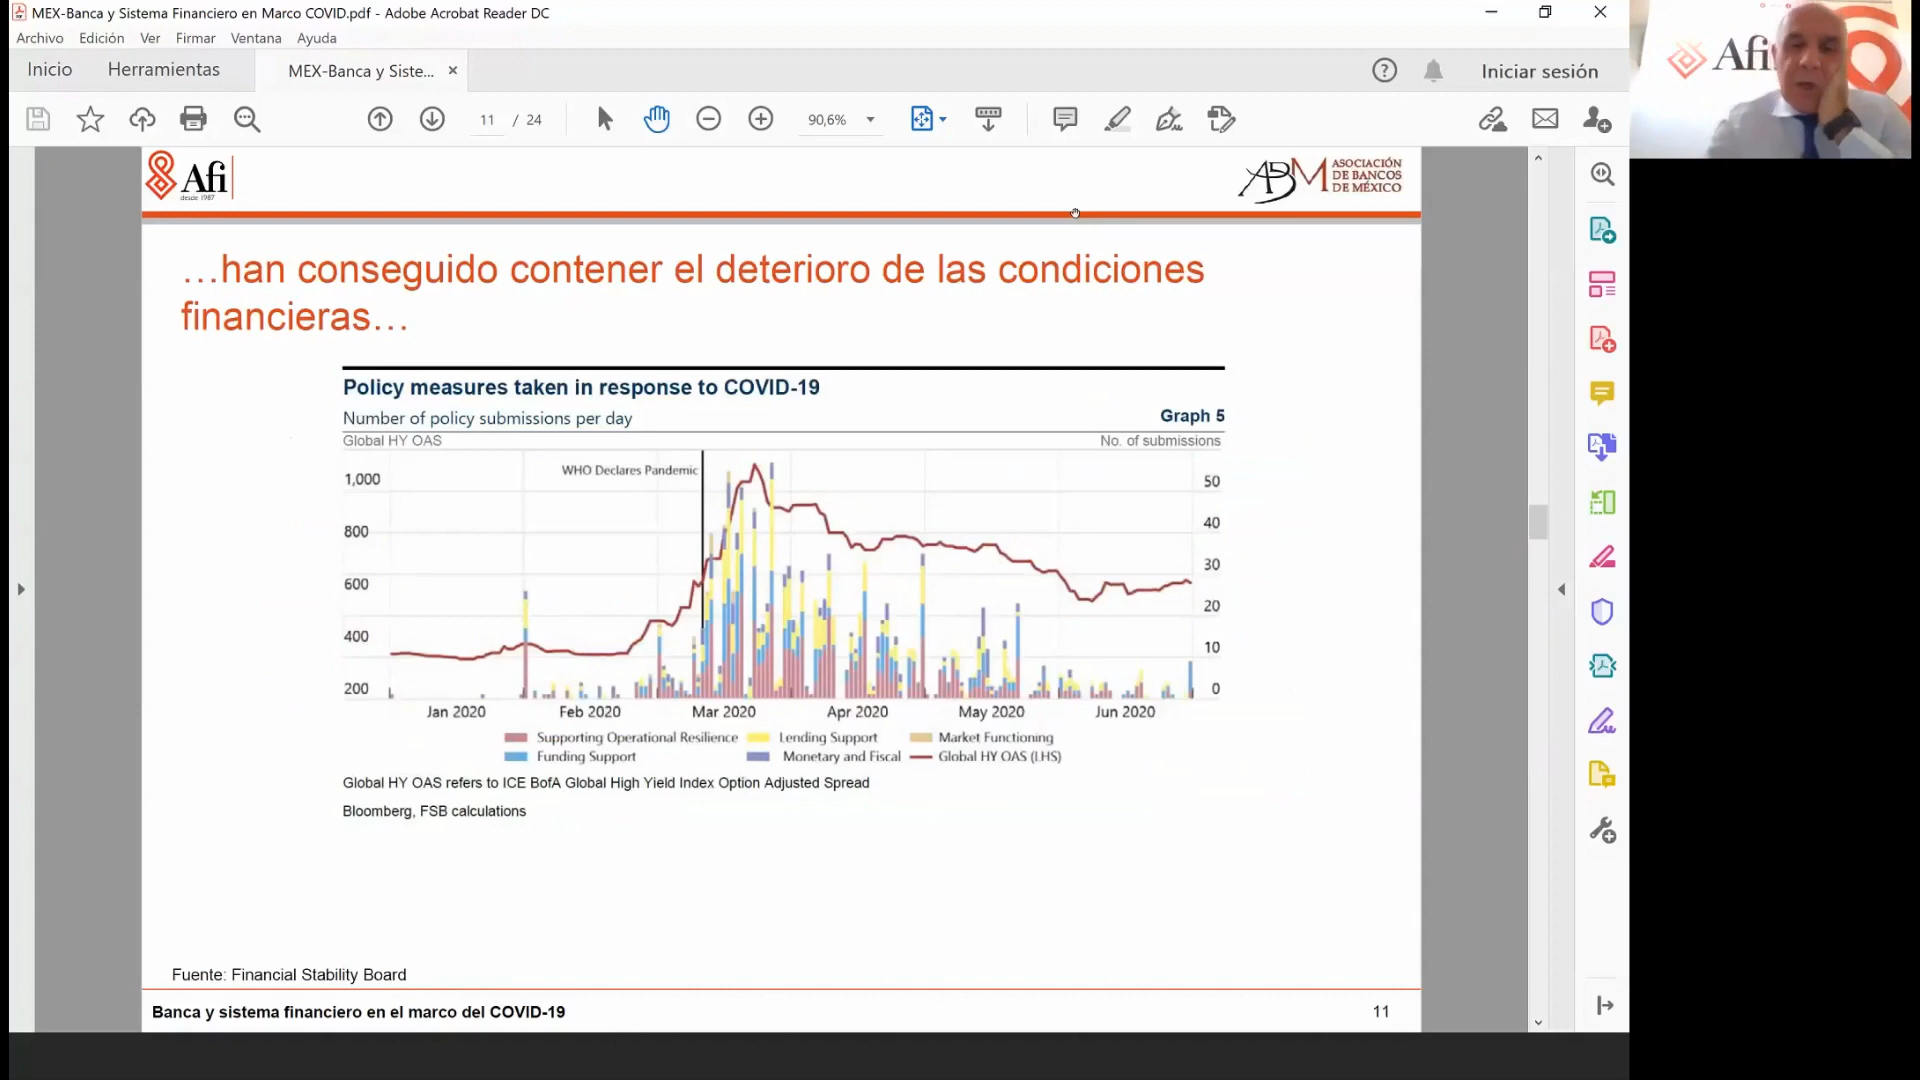 MEX-Banca y Sistema Financiero en Marco COVID.pdf - Adobe Acrobat Reader DC
Archivo Edición Ver Firmar Ventana Ayuda
Inicio Herramientas MEX-Banca y Siste... × Iniciar sesión
11 / 24 90,6%
Afi
desde 1987
ABM ASOCIACIÓN
DE BANCOS
DE MÉXICO
Afi
…han conseguido contener el deterioro de las condiciones
financieras…
Policy measures taken in response to COVID-19
Number of policy submissions per day Graph 5
Global HY OAS No. of submissions
WHO Declares Pandemic
1,000 50
800 40
600 30
20
400 10
200 0
Jan 2020 Feb 2020 Mar 2020 Apr 2020 May 2020 Jun 2020
Supporting Operational Resilience Lending Support Market Functioning
Funding Support Monetary and Fiscal Global HY OAS (LHS)
Global HY OAS refers to ICE BofA Global High Yield Index Option Adjusted Spread
Bloomberg, FSB calculations
Fuente: Financial Stability Board
Banca y sistema financiero en el marco del COVID-19 11